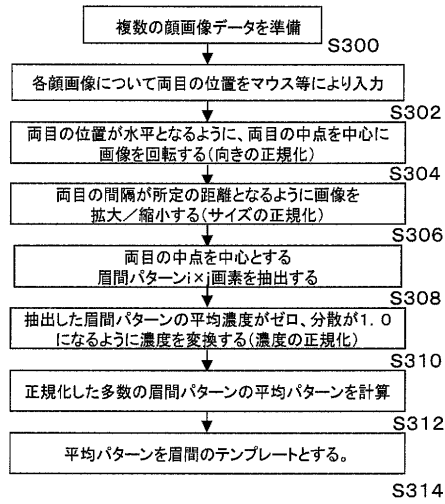 複数の顔画像データを準備
S300
各顔画像について両目の位置をマウス等により入力
S302
両目の位置が水平となるように、両目の中点を中心に
画像を回転する(向きの正規化)
S304
両目の間隔が所定の距離となるように画像を
拡大/縮小する(サイズの正規化)
S306
両目の中点を中心とする
眉間パターンi×j画素を抽出する
S308
抽出した眉間パターンの平均濃度がゼロ、分散が1.0
になるように濃度を変換する(濃度の正規化)
S310
正規化した多数の眉間パターンの平均パターンを計算
S312
平均パターンを眉間のテンプレートとする。
S314